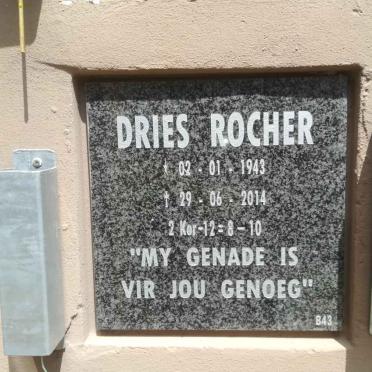 DRIES ROCHER
† 02 - 01 - 1943
† 29 - 06 - 2014
2 Kor-12=8-10
"MY GENADE IS
VIR JOU GENOEG"
B43